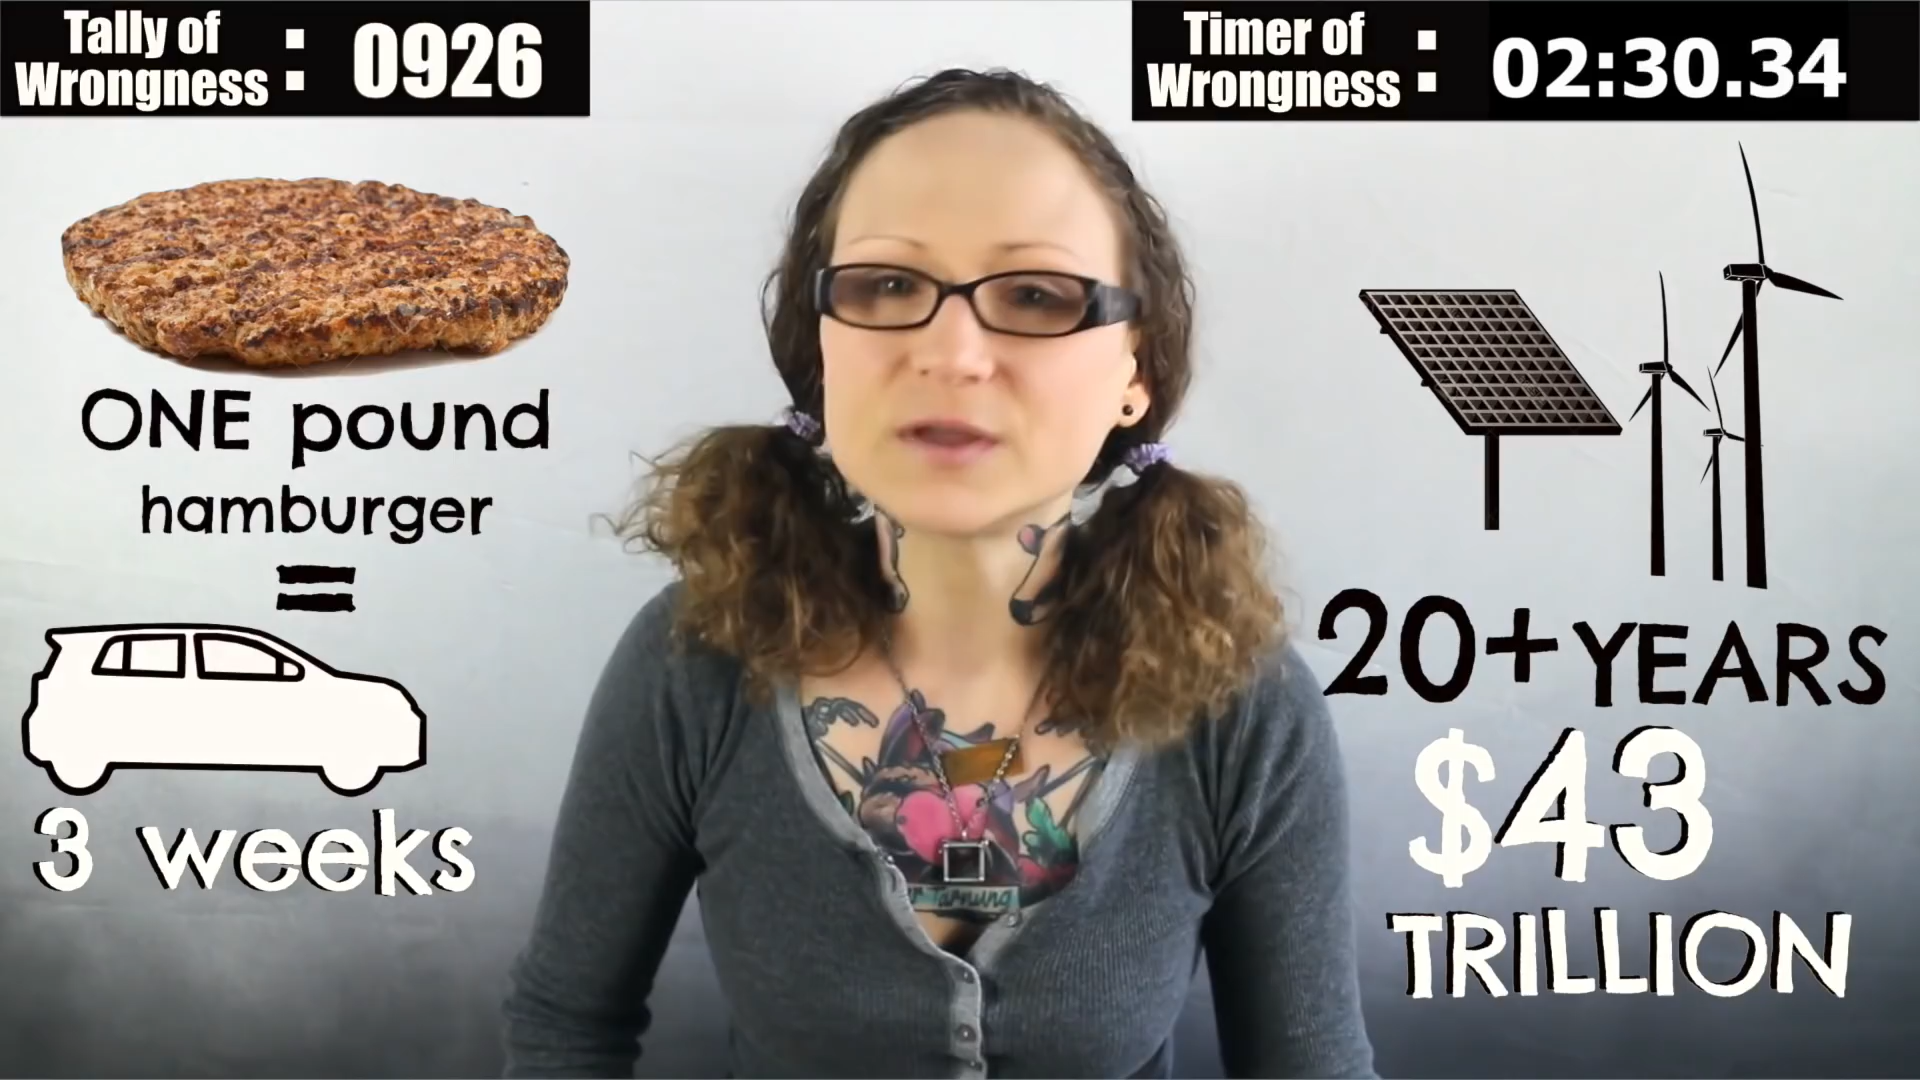 Tally of
Wrongness : 0926
Timer of
Wrongness : 02:30.34
ONE pound
hamburger
=
3 weeks
20+YEARS
$43
TRILLION
Tarnung